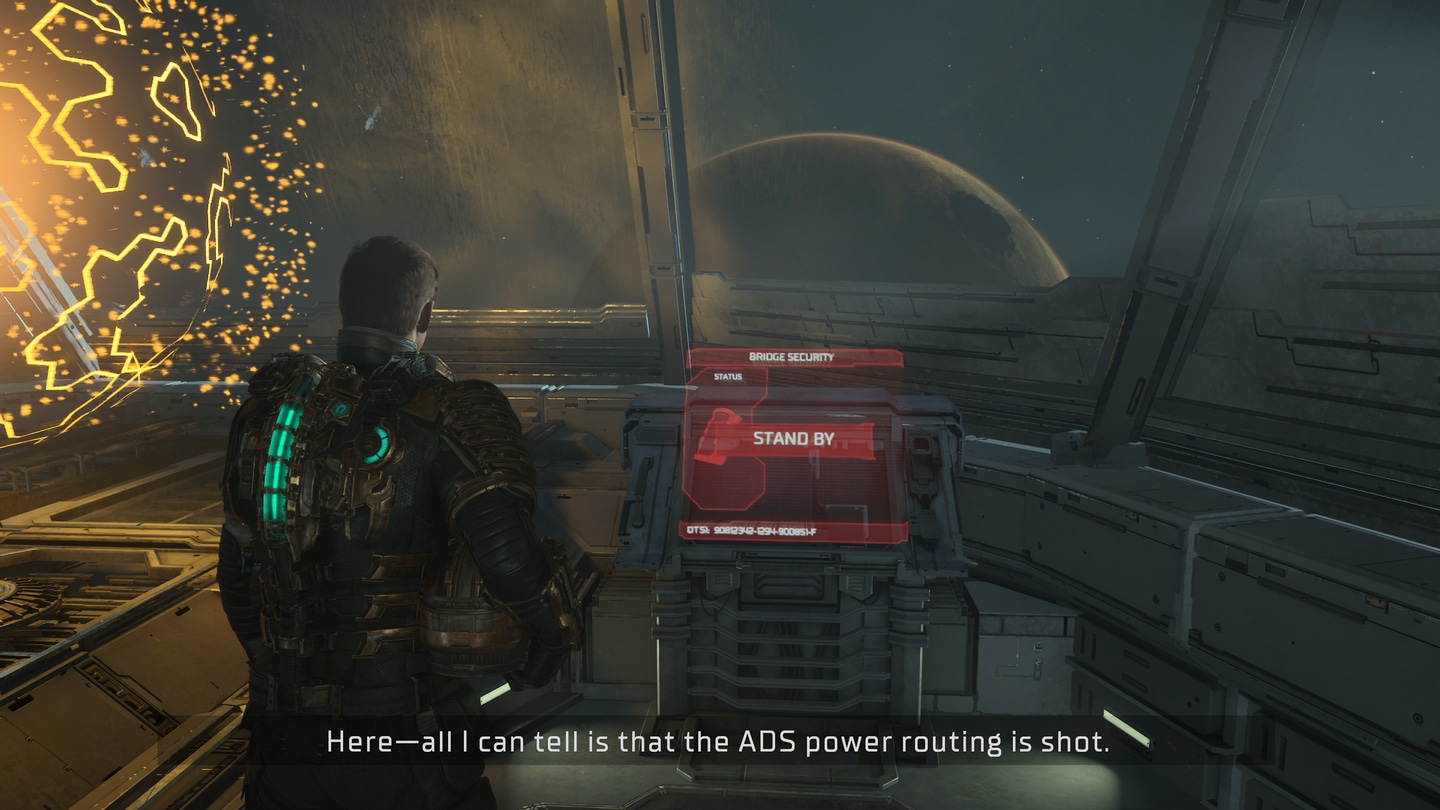 BRIDGE SECURITY
STATUS
STAND BY
Here—all I can tell is that the ADS power routing is shot.